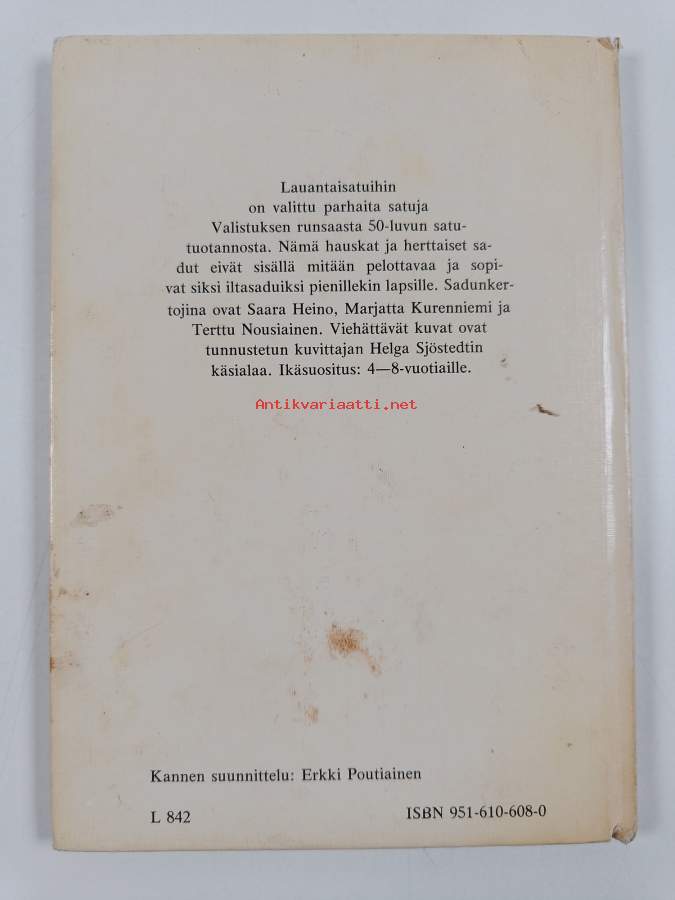 Lauantaisatuihin
on valittu parhaita satuja
Valistuksen runsaasta 50-luvun satu-
tuotannosta. Nämä hauskat ja herttaiset sa-
dut eivät sisällä mitään pelottavaa ja sopi-
vat siksi iltasaduiksi pienillekin lapsille. Sadunker-
tojina ovat Saara Heino, Marjatta Kurenniemi ja
Terttu Nousiainen. Viehättävät kuvat ovat
tunnustetun kuvittajan Helga Sjöstedtin
käsialaa. Ikäsuositus: 4—8-vuotiaille.
Antikvariaatti.net
Kannen suunnittelu: Erkki Poutiainen
L 842
ISBN 951-610-608-0